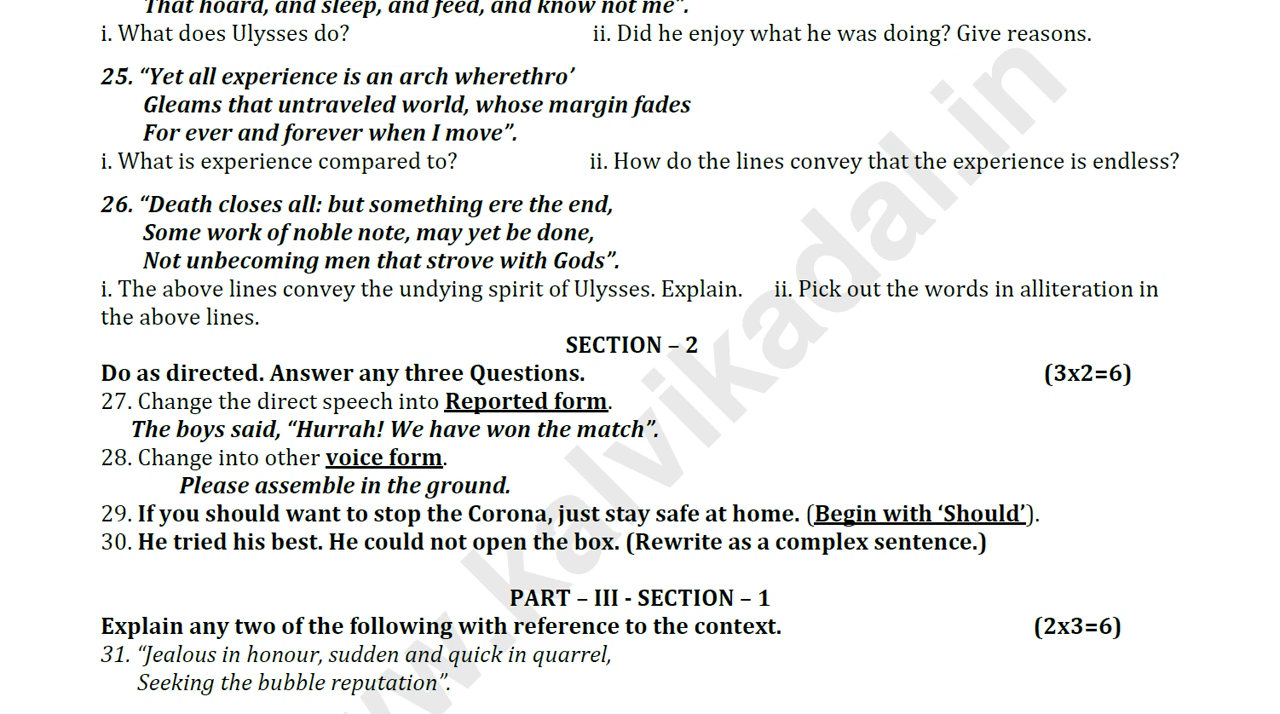 That hoard, and sleep, and feed, and know not me”.
i. What does Ulysses do? ii. Did he enjoy what he was doing? Give reasons.
25. “Yet all experience is an arch wherethro’
Gleams that untraveled world, whose margin fades
For ever and forever when I move”.
i. What is experience compared to? ii. How do the lines convey that the experience is endless?
26. “Death closes all: but something ere the end,
Some work of noble note, may yet be done,
Not unbecoming men that strove with Gods”.
i. The above lines convey the undying spirit of Ulysses. Explain. ii. Pick out the words in alliteration in
the above lines.
SECTION – 2
Do as directed. Answer any three Questions. (3x2=6)
27. Change the direct speech into Reported form.
The boys said, “Hurrah! We have won the match”.
28. Change into other voice form.
Please assemble in the ground.
29. If you should want to stop the Corona, just stay safe at home. (Begin with ‘Should’).
30. He tried his best. He could not open the box. (Rewrite as a complex sentence.)
PART – III - SECTION – 1
Explain any two of the following with reference to the context. (2x3=6)
31. “Jealous in honour, sudden and quick in quarrel,
Seeking the bubble reputation”.
www.kalvikadal.in